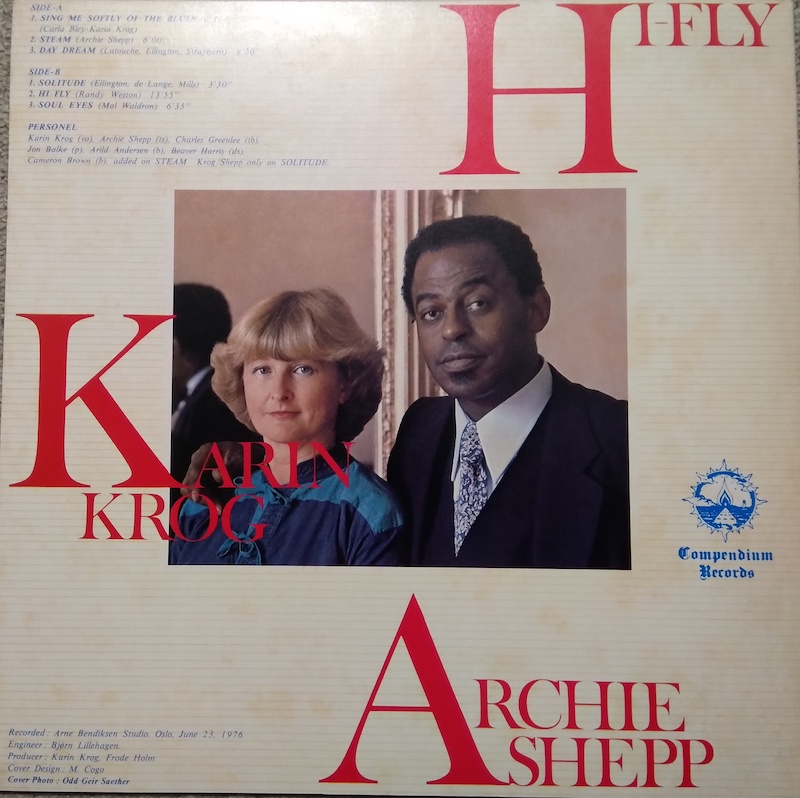 SIDE-A
1. SING ME SOFTLY OF THE BLUES
(Carla Bley-Karin Krog)
2. STEAM (Archie Shepp) 6'00"
3. DAY DREAM (Latouche, Ellington, Strayhorn) 6'20"
SIDE-B
1. SOLITUDE (Ellington, de Lange, Mills) 3'30"
2. HI FLY (Randy Weston) 13'55"
3. SOUL EYES (Mal Waldron) 6'35"
PERSONEL
Karin Krog (vo), Archie Shepp (ts), Charles Greenlee (tb),
Jon Balke (p), Arild Andersen (b), Beaver Harris (ds),
Cameron Brown (b), added on STEAM Krog/Shepp only on SOLITUDE
HI-FLY
KARIN
KROG
Compendium
Records
ARCHIE
SHEPP
Recorded : Arne Bendiksen Studio, Oslo, June 23, 1976
Engineer : Bjørn Lillehagen,
Producer : Karin Krog, Frode Holm
Cover Design : M. Cogo
Cover Photo : Odd Geir Saether